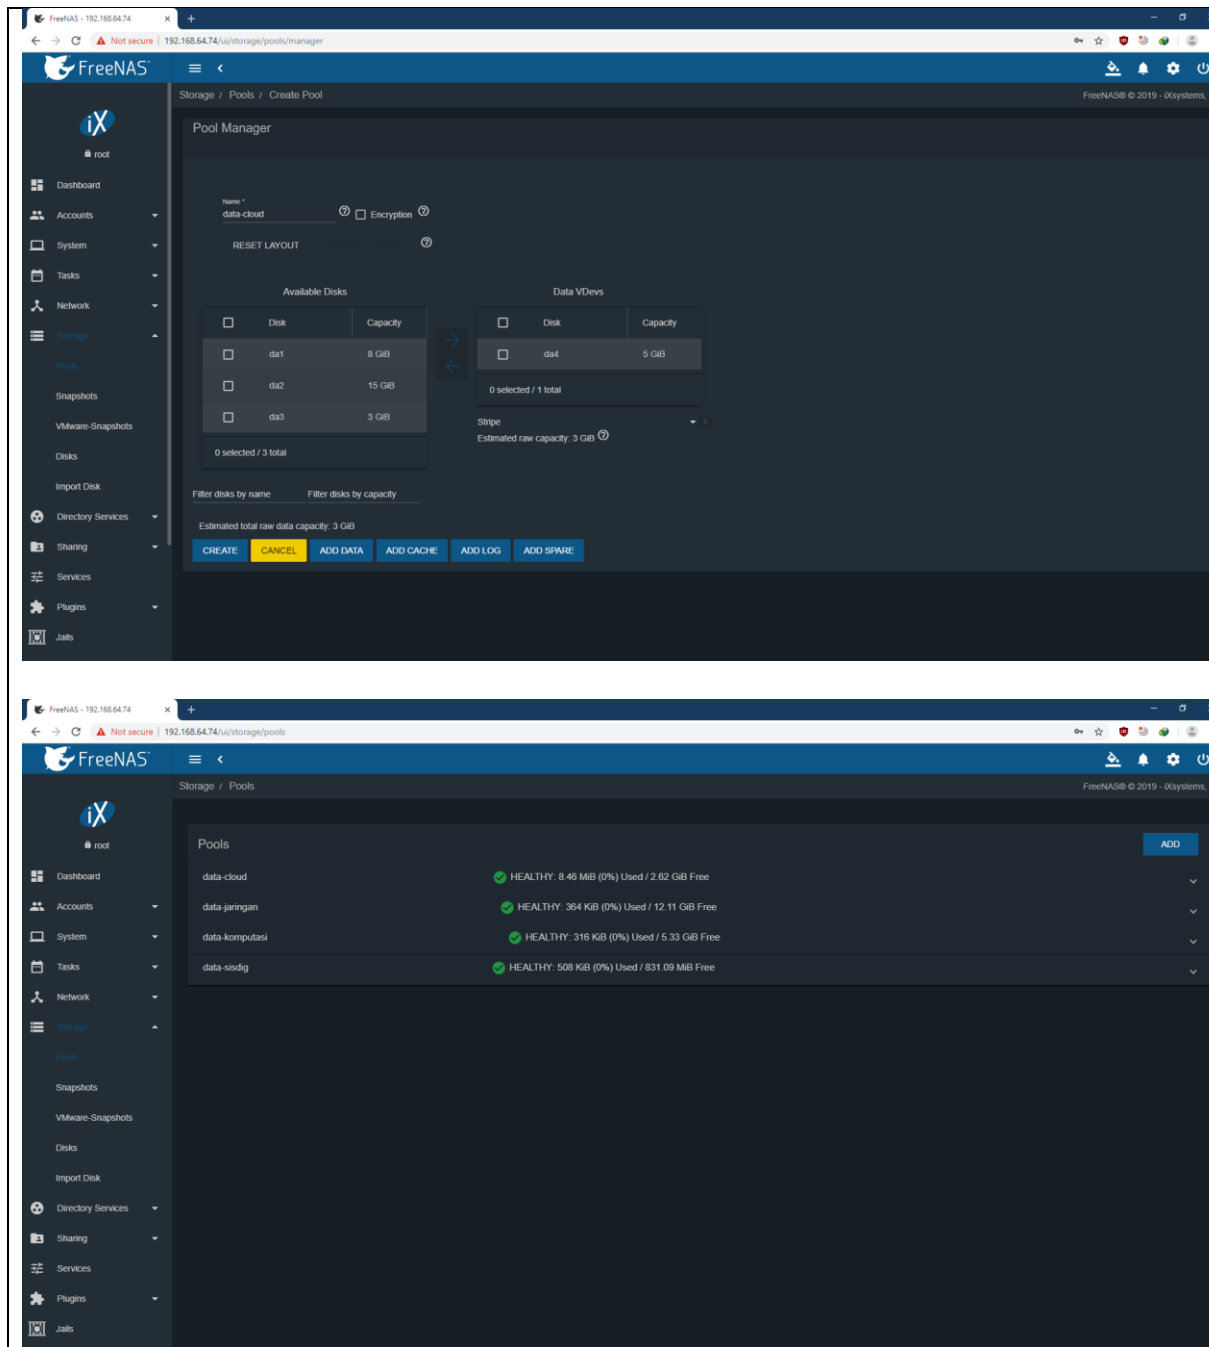 FreeNAS - 192.168.64.74
Not secure | 192.168.64.74/ui/storage/pools/manager
FreeNAS
Storage / Pools / Create Pool
FreeNAS® © 2019 - iXsystems,
iX
root
Pool Manager
Dashboard
Accounts
System
Tasks
Network
Storage
Pools
Snapshots
VMware-Snapshots
Disks
Import Disk
Directory Services
Sharing
Services
Plugins
Jails
Name *
data-cloud
Encryption
RESET LAYOUT
Available Disks
Disk Capacity
da1 8 GiB
da2 15 GiB
da3 3 GiB
0 selected / 3 total
Data VDevs
Disk Capacity
da4 5 GiB
0 selected / 1 total
Stripe
Estimated raw capacity: 3 GiB
Filter disks by name Filter disks by capacity
Estimated total raw data capacity: 3 GiB
CREATE CANCEL ADD DATA ADD CACHE ADD LOG ADD SPARE
FreeNAS - 192.168.64.74
Not secure | 192.168.64.74/ui/storage/pools
FreeNAS
Storage / Pools
FreeNAS® © 2019 - iXsystems,
iX
root
Dashboard
Accounts
System
Tasks
Network
Storage
Pools
Snapshots
VMware-Snapshots
Disks
Import Disk
Directory Services
Sharing
Services
Plugins
Jails
Pools
ADD
data-cloud HEALTHY: 8.46 MiB (0%) Used / 2.62 GiB Free
data-jaringan HEALTHY: 364 KiB (0%) Used / 12.11 GiB Free
data-komputasi HEALTHY: 316 KiB (0%) Used / 5.33 GiB Free
data-sisdig HEALTHY: 508 KiB (0%) Used / 831.09 MiB Free